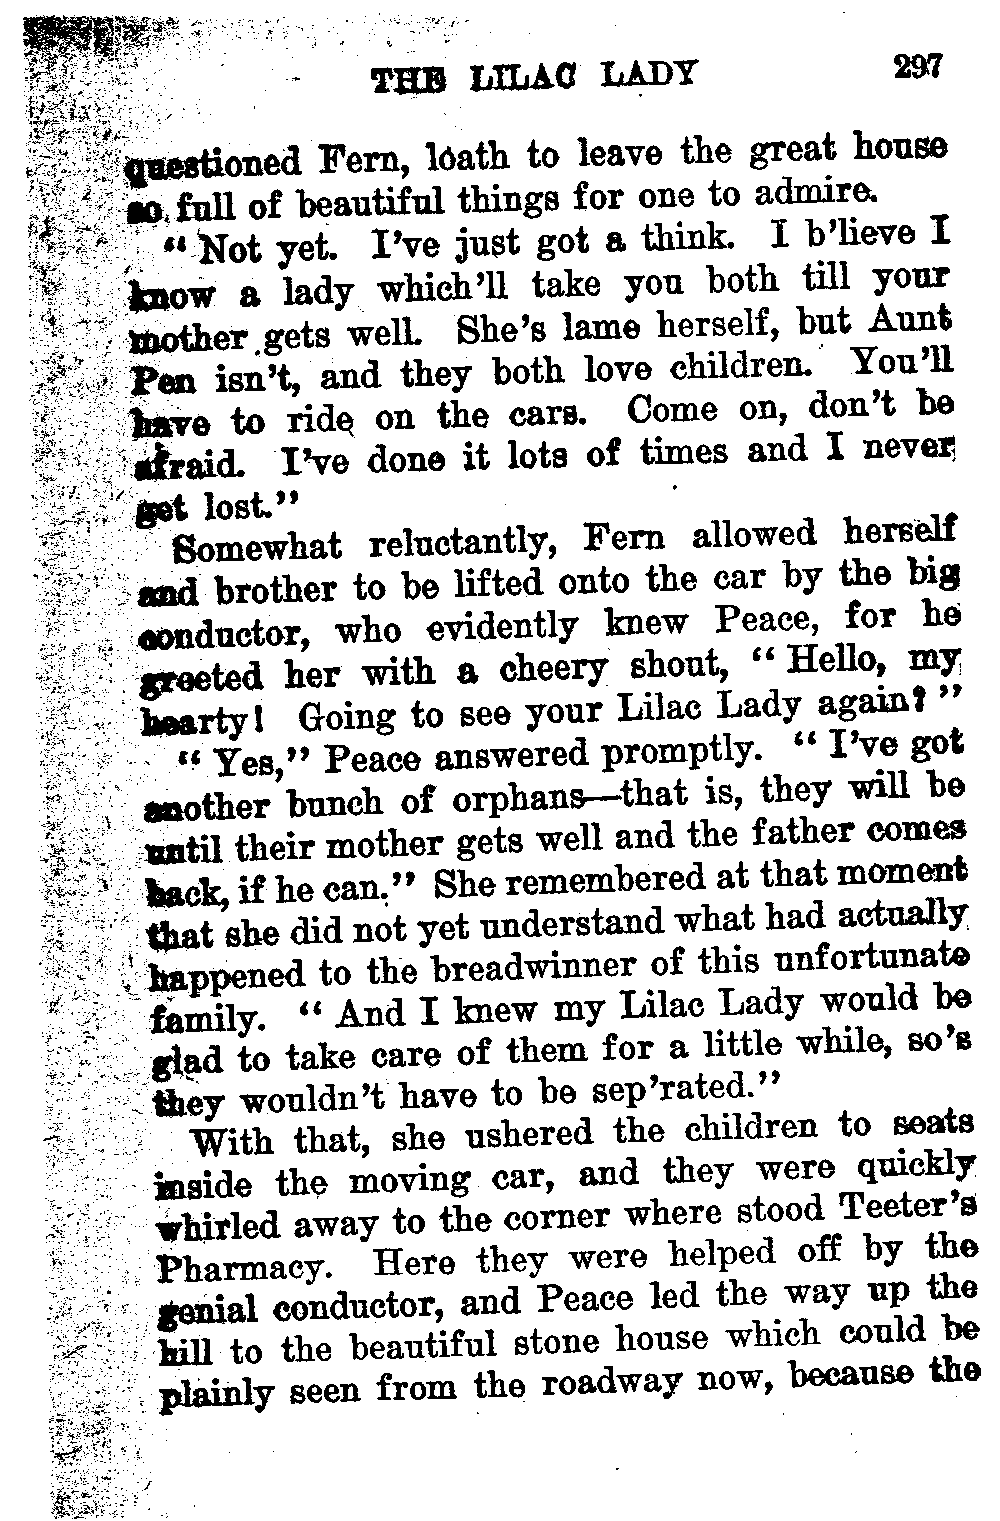 THE LILAC LADY 297
questioned Fern, loath to leave the great house
so full of beautiful things for one to admire.
“Not yet. I’ve just got a think. I b’lieve I
know a lady which’ll take you both till your
mother gets well. She’s lame herself, but Aunt
Pen isn’t, and they both love children. You’ll
have to ride on the cars. Come on, don’t be
afraid. I’ve done it lots of times and I never
get lost.”
Somewhat reluctantly, Fern allowed herself
and brother to be lifted onto the car by the big
conductor, who evidently knew Peace, for he
greeted her with a cheery shout, “Hello, my
hearty! Going to see your Lilac Lady again?”
“Yes,” Peace answered promptly. “I’ve got
another bunch of orphans—that is, they will be
until their mother gets well and the father comes
back, if he can.” She remembered at that moment
that she did not yet understand what had actually
happened to the breadwinner of this unfortunate
family. “And I knew my Lilac Lady would be
glad to take care of them for a little while, so’s
they wouldn’t have to be sep’rated.”
With that, she ushered the children to seats
inside the moving car, and they were quickly
whirled away to the corner where stood Teeter’s
Pharmacy. Here they were helped off by the
genial conductor, and Peace led the way up the
hill to the beautiful stone house which could be
plainly seen from the roadway now, because the